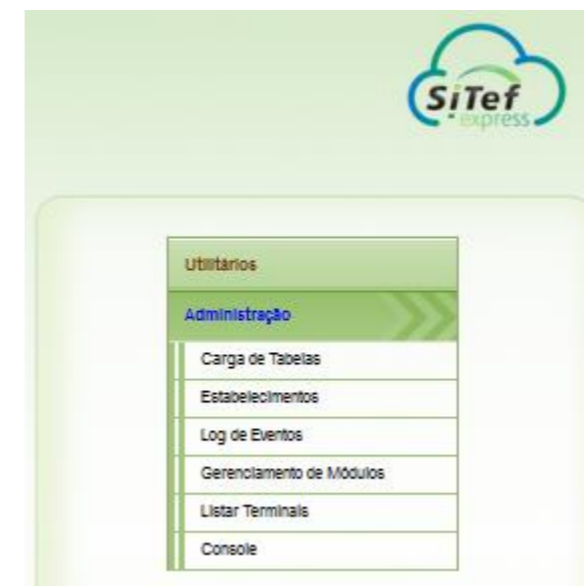 SiTef
express
Utilitários
Administração
Carga de Tabelas
Estabelecimentos
Log de Eventos
Gerenciamento de Módulos
Listar Terminais
Console